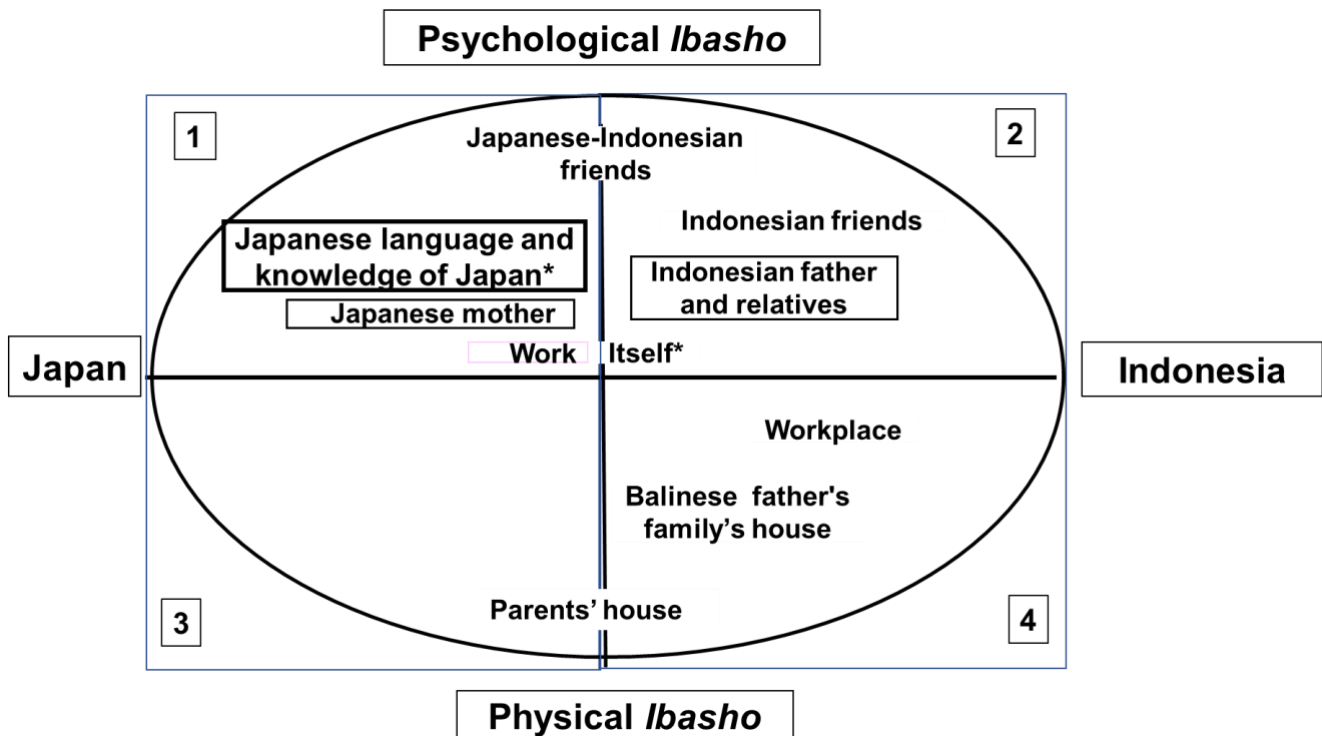 Psychological Ibasho
1
2
Japanese-Indonesian
friends
Indonesian friends
Japanese language and
knowledge of Japan*
Indonesian father
and relatives
Japanese mother
Work Itself*
Japan
Indonesia
Workplace
Balinese father's
family’s house
Parents’ house
3
4
Physical Ibasho